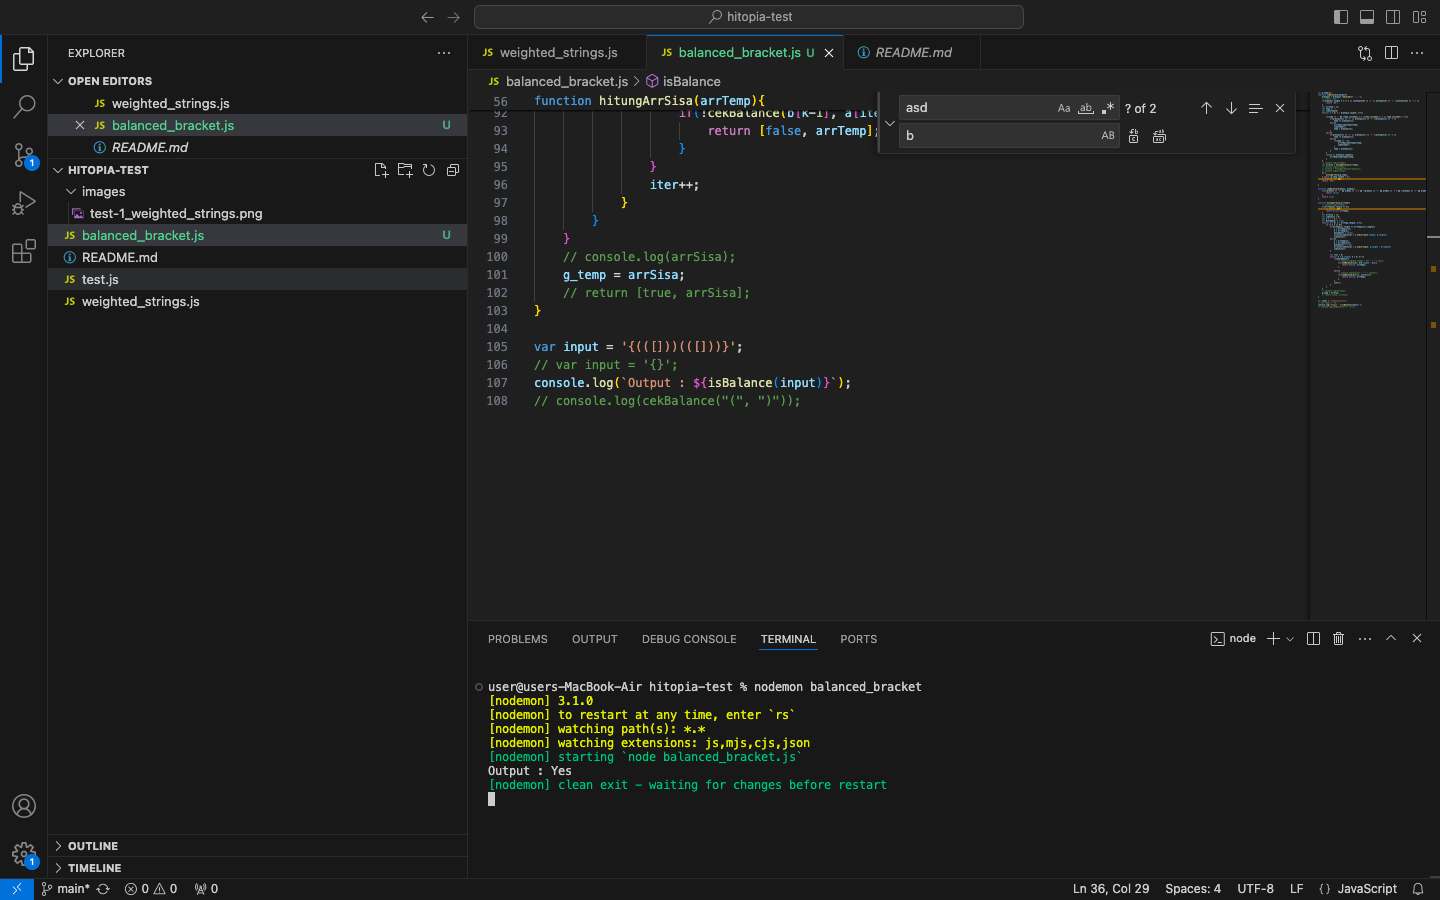 hitopia-test
EXPLORER
OPEN EDITORS
JS weighted_strings.js
JS balanced_bracket.js U
README.md
HITOPIA-TEST
images
test-1_weighted_strings.png
JS balanced_bracket.js U
README.md
JS test.js
JS weighted_strings.js
OUTLINE
TIMELINE
1
1
JS weighted_strings.js
JS balanced_bracket.js U
README.md
JS balanced_bracket.js > isBalance
asd Aa ab ? of 2
b AB
56 function hitungArrSisa(arrTemp){
92 if(!cekBalance(b[k-1], a[ite
93 return [false, arrTemp];
94 }
95 }
96 iter++;
97 }
98 }
99 }
100 // console.log(arrSisa);
101 g_temp = arrSisa;
102 // return [true, arrSisa];
103 }
104
105 var input = '{(([]))(([]))}';
106 // var input = '{}';
107 console.log(`Output : ${isBalance(input)}`);
108 // console.log(cekBalance("(", ")"));
PROBLEMS OUTPUT DEBUG CONSOLE TERMINAL PORTS
node
user@users-MacBook-Air hitopia-test % nodemon balanced_bracket
[nodemon] 3.1.0
[nodemon] to restart at any time, enter `rs`
[nodemon] watching path(s): *.*
[nodemon] watching extensions: js,mjs,cjs,json
[nodemon] starting `node balanced_bracket.js`
Output : Yes
[nodemon] clean exit - waiting for changes before restart
main* 0 0 0
Ln 36, Col 29 Spaces: 4 UTF-8 LF {} JavaScript